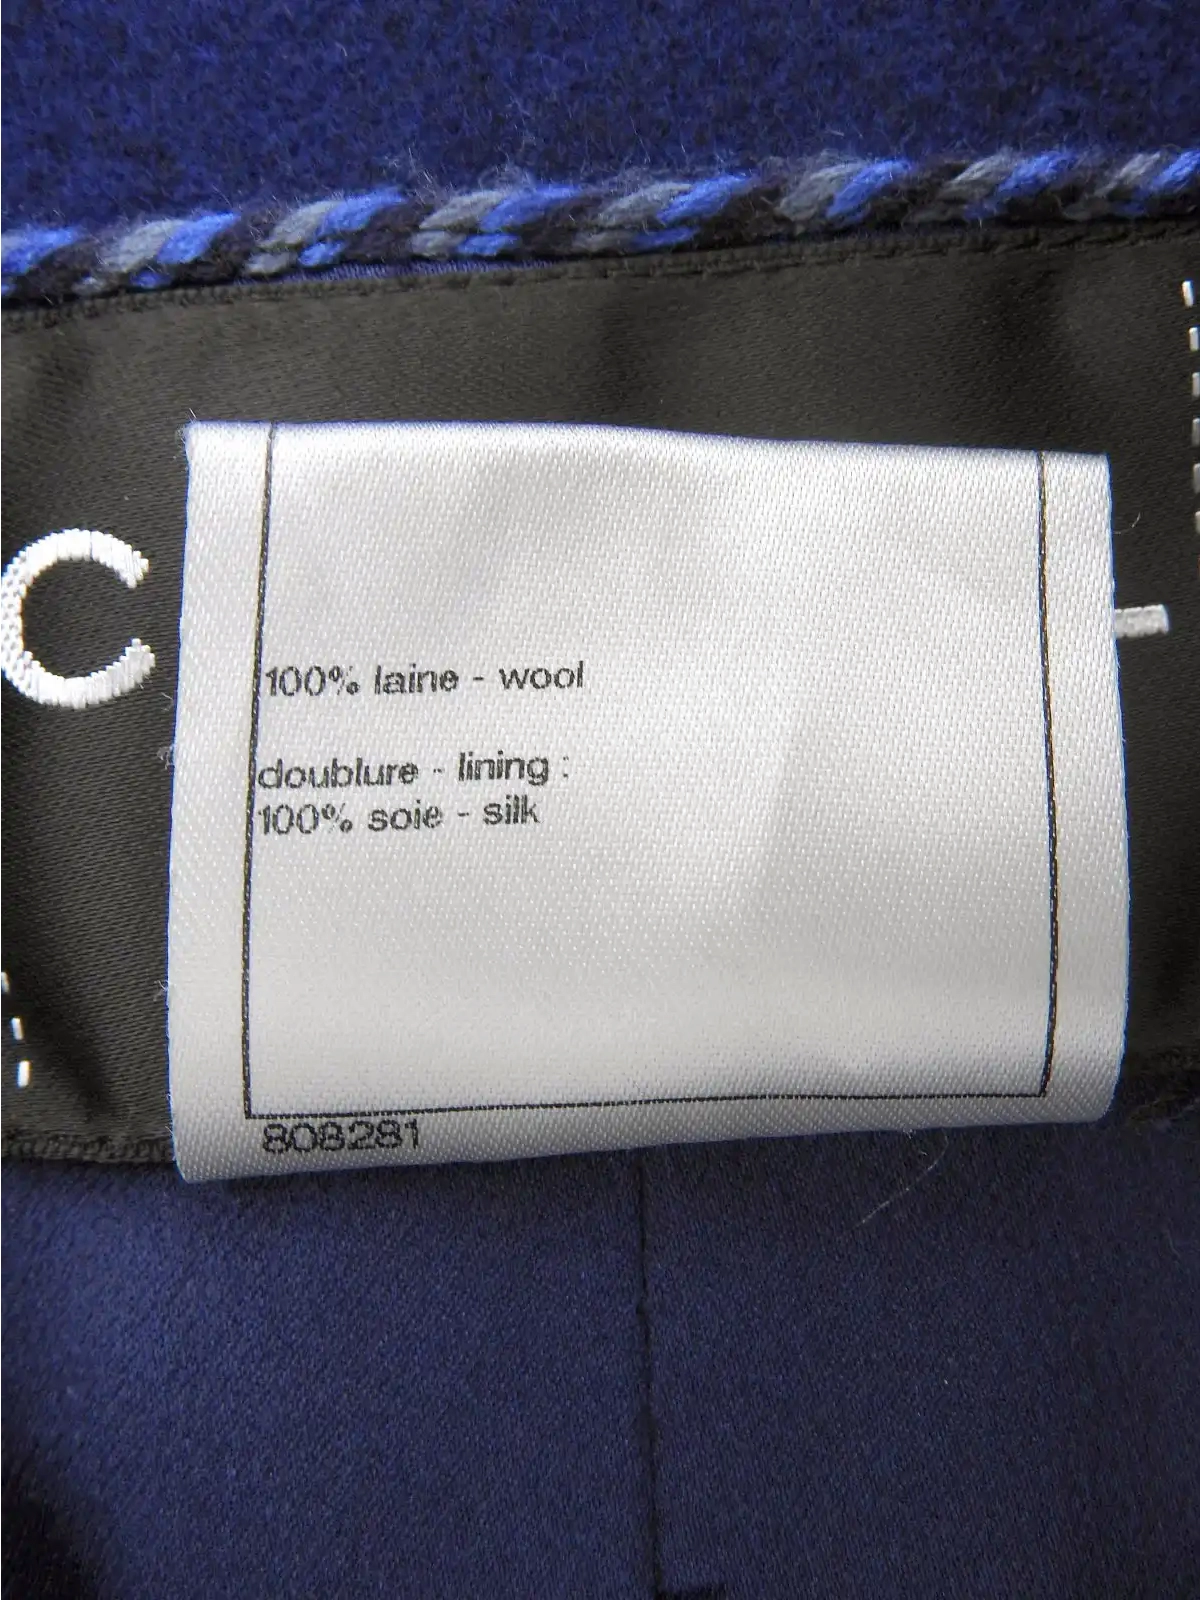 C
100% laine - wool
doublure - lining :
100% soie - silk
808281